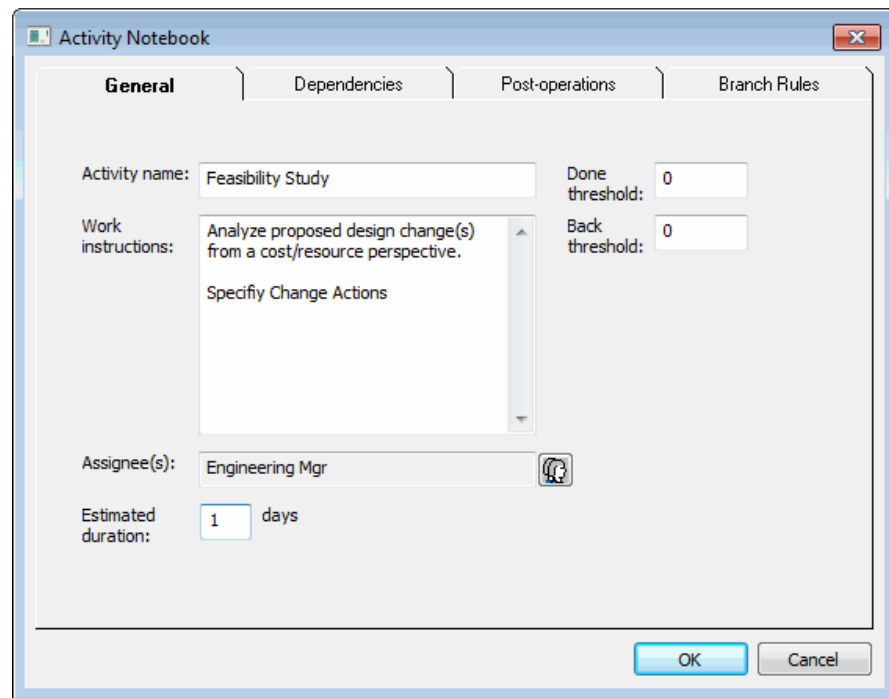 Activity Notebook
General Dependencies Post-operations Branch Rules
Activity name: Feasibility Study Done threshold: 0
Work instructions: Analyze proposed design change(s)
from a cost/resource perspective.
Specifiy Change Actions
Back threshold: 0
Assignee(s): Engineering Mgr
Estimated duration: 1 days
OK Cancel